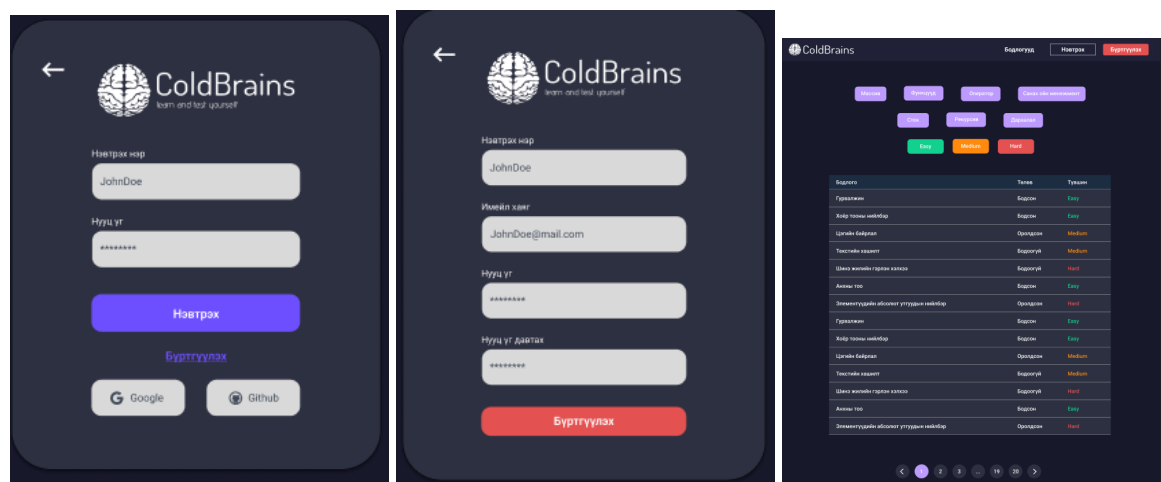 ColdBrains
learn and test yourself
Нэвтрэх нэр
JohnDoe
Нууц үг
********
Нэвтрэх
Бүртгүүлэх
Google
Github
ColdBrains
learn and test yourself
Нэвтрэх нэр
JohnDoe
Имейл хаяг
JohnDoe@mail.com
Нууц үг
********
Нууц үг давтах
********
Бүртгүүлэх
ColdBrains
Бодлогууд Нэвтрэх Бүртгүүлэх
Массив Функцууд Оператор Санах ойн менежмент
Стек Рекурсив Дараалал
Easy Medium Hard
Бодлого Төлөв Түвшин
Гурвалжин Бодсон Easy
Хоёр тооны нийлбэр Бодсон Easy
Цэгийн байрлал Оролдсон Medium
Текстийн хашилт Бодоогүй Medium
Шинэ жилийн гэрлэн хэлхээ Бодоогүй Hard
Анхны тоо Бодсон Easy
Элементүүдийн абсолют утгуудын нийлбэр Оролдсон Hard
Гурвалжин Бодсон Easy
Хоёр тооны нийлбэр Бодсон Easy
Цэгийн байрлал Оролдсон Medium
Текстийн хашилт Бодоогүй Medium
Шинэ жилийн гэрлэн хэлхээ Бодоогүй Hard
Анхны тоо Бодсон Easy
Элементүүдийн абсолют утгуудын нийлбэр Оролдсон Hard
1 2 3 ... 19 20